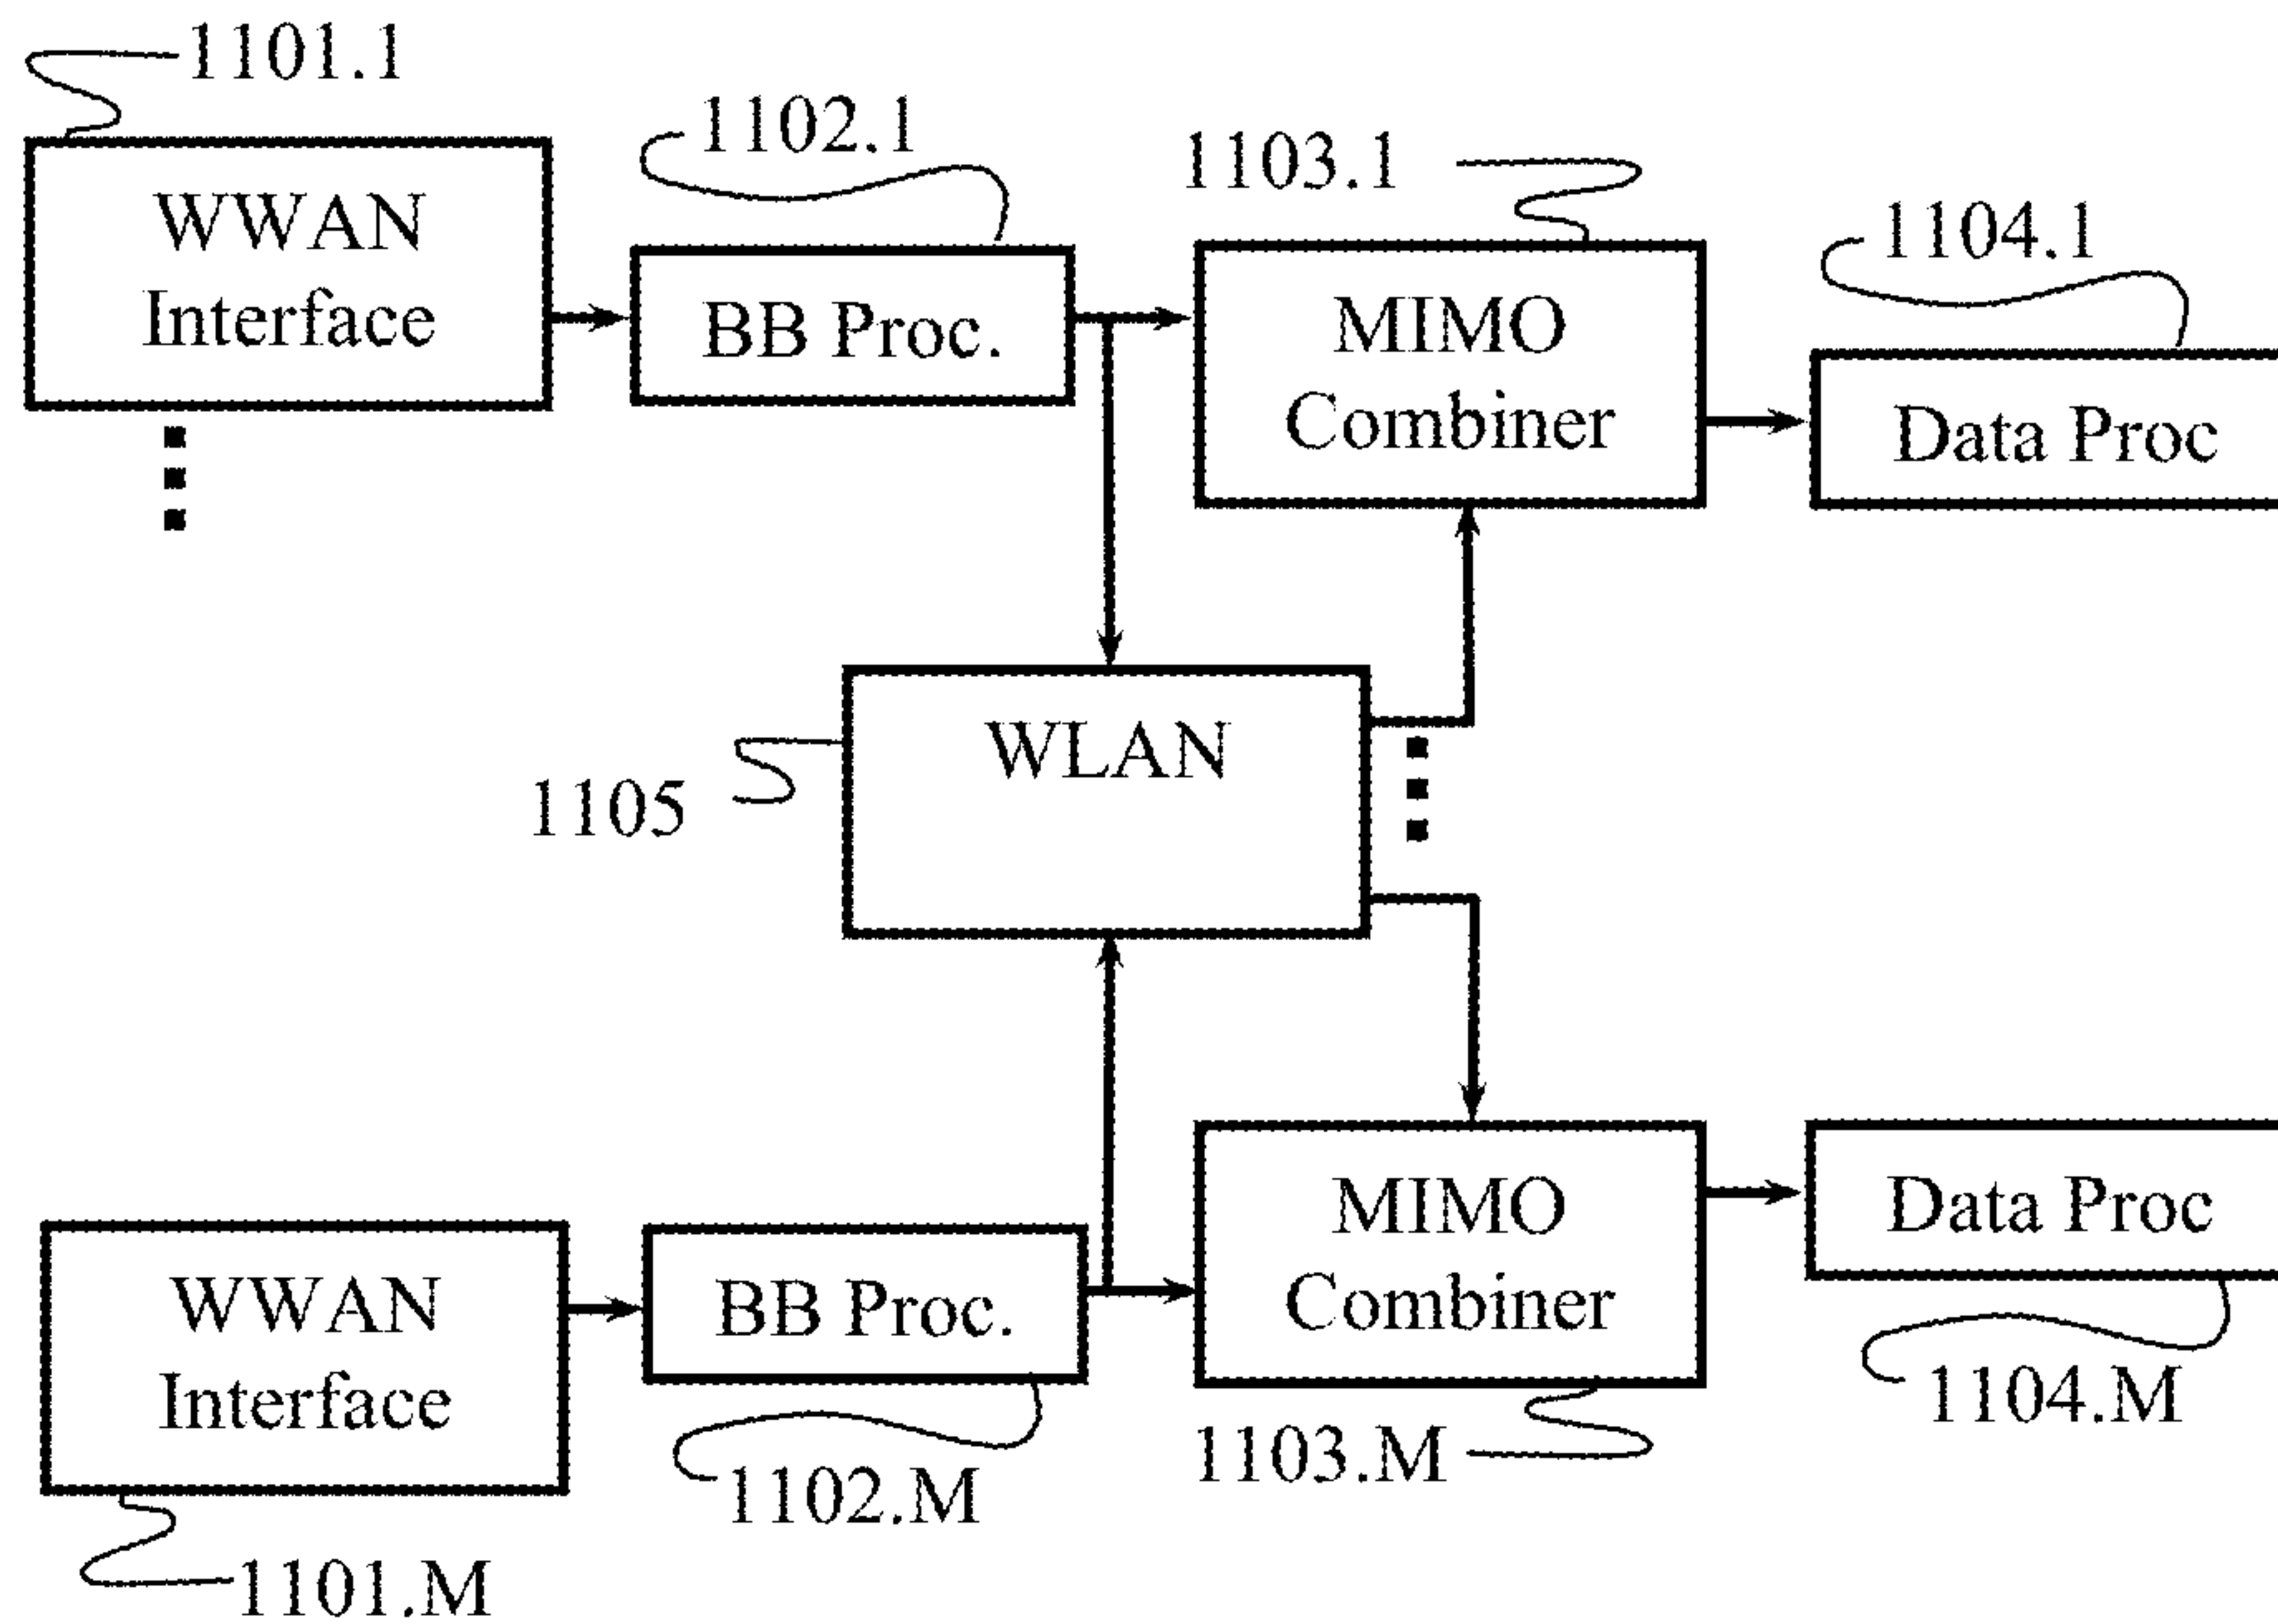 1101.1
1102.1
1103.1
1104.1
WWAN
Interface
BB Proc.
MIMO
Combiner
Data Proc
WLAN
1105
WWAN
Interface
BB Proc.
MIMO
Combiner
Data Proc
1101.M
1102.M
1103.M
1104.M